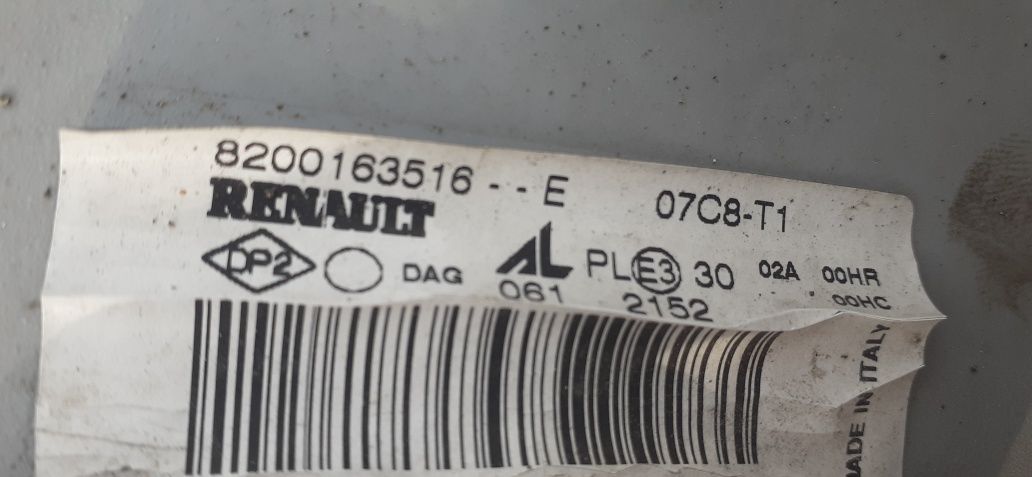 8200163516 - - E 07C8-T1
RENAULT
DP2 DAG AL PL E3 30 02A 00HR
061 2152 00HC
MADE IN ITALY